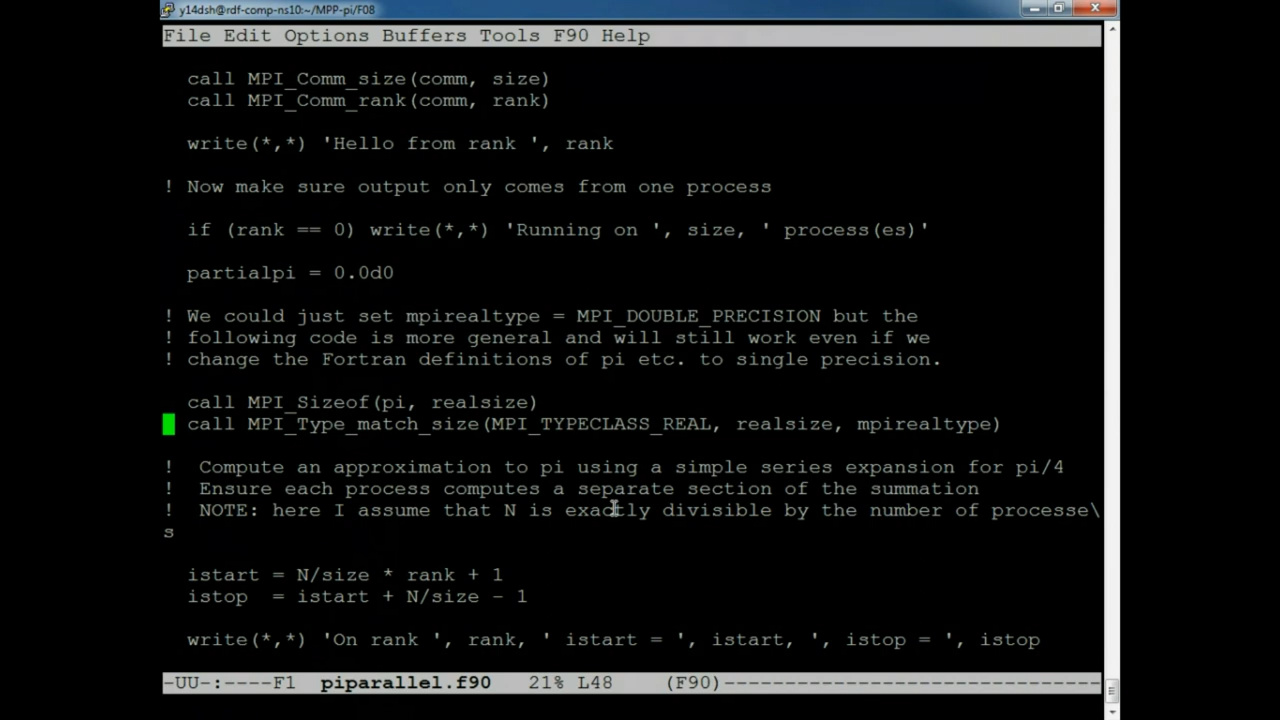 y14dsh@rdf-comp-ns10:~/MPP-pi/F08
File Edit Options Buffers Tools F90 Help
call MPI_Comm_size(comm, size)
call MPI_Comm_rank(comm, rank)
write(*,*) 'Hello from rank ', rank
! Now make sure output only comes from one process
if (rank == 0) write(*,*) 'Running on ', size, ' process(es)'
partialpi = 0.0d0
! We could just set mpirealtype = MPI_DOUBLE_PRECISION but the
! following code is more general and will still work even if we
! change the Fortran definitions of pi etc. to single precision.
call MPI_Sizeof(pi, realsize)
call MPI_Type_match_size(MPI_TYPECLASS_REAL, realsize, mpirealtype)
! Compute an approximation to pi using a simple series expansion for pi/4
! Ensure each process computes a separate section of the summation
! NOTE: here I assume that N is exactly divisible by the number of processe\
s
istart = N/size * rank + 1
istop  = istart + N/size - 1
write(*,*) 'On rank ', rank, ' istart = ', istart, ', istop = ', istop
-UU-:----F1  piparallel.f90   21% L48    (F90)--------------------------------